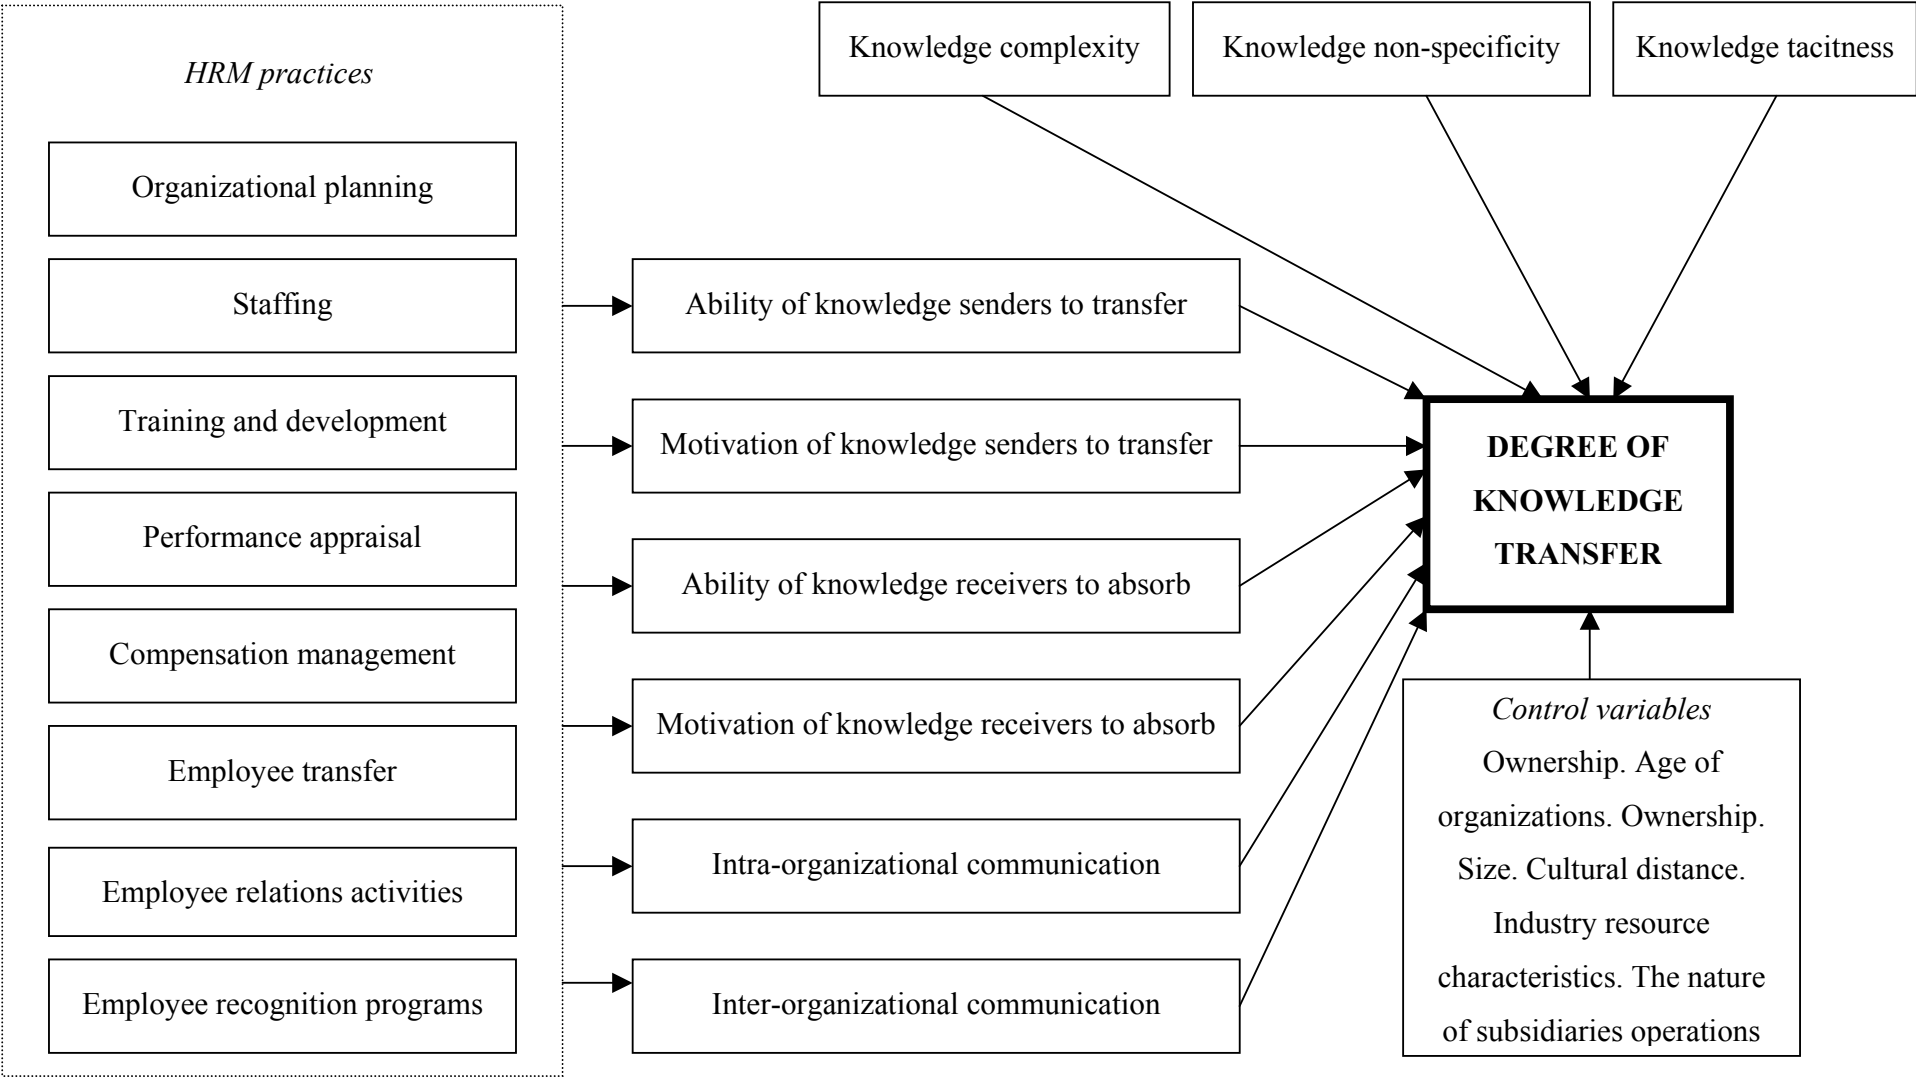 HRM practices
Organizational planning
Staffing
Training and development
Performance appraisal
Compensation management
Employee transfer
Employee relations activities
Employee recognition programs
Ability of knowledge senders to transfer
Motivation of knowledge senders to transfer
Ability of knowledge receivers to absorb
Motivation of knowledge receivers to absorb
Intra-organizational communication
Inter-organizational communication
Knowledge complexity
Knowledge non-specificity
Knowledge tacitness
DEGREE OF
KNOWLEDGE
TRANSFER
Control variables
Ownership. Age of
organizations. Ownership.
Size. Cultural distance.
Industry resource
characteristics. The nature
of subsidiaries operations